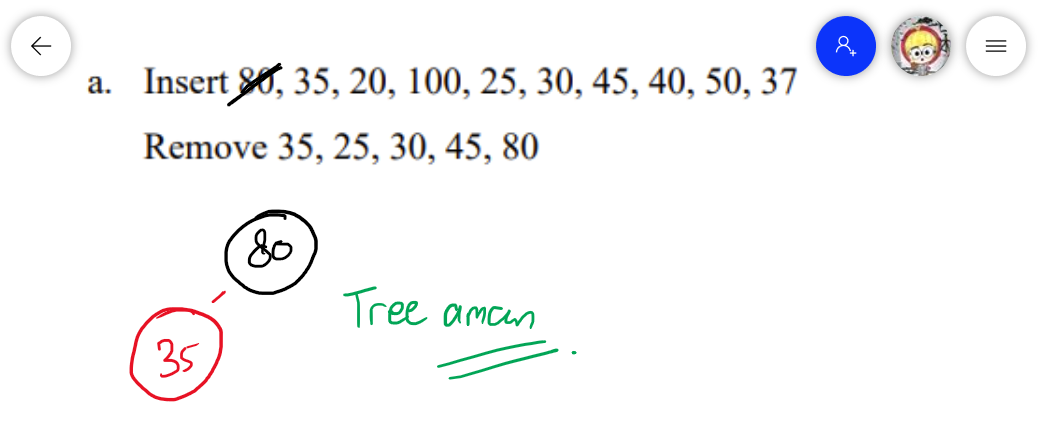 a. Insert 80, 35, 20, 100, 25, 30, 45, 40, 50, 37
Remove 35, 25, 30, 45, 80
80
Tree aman
35